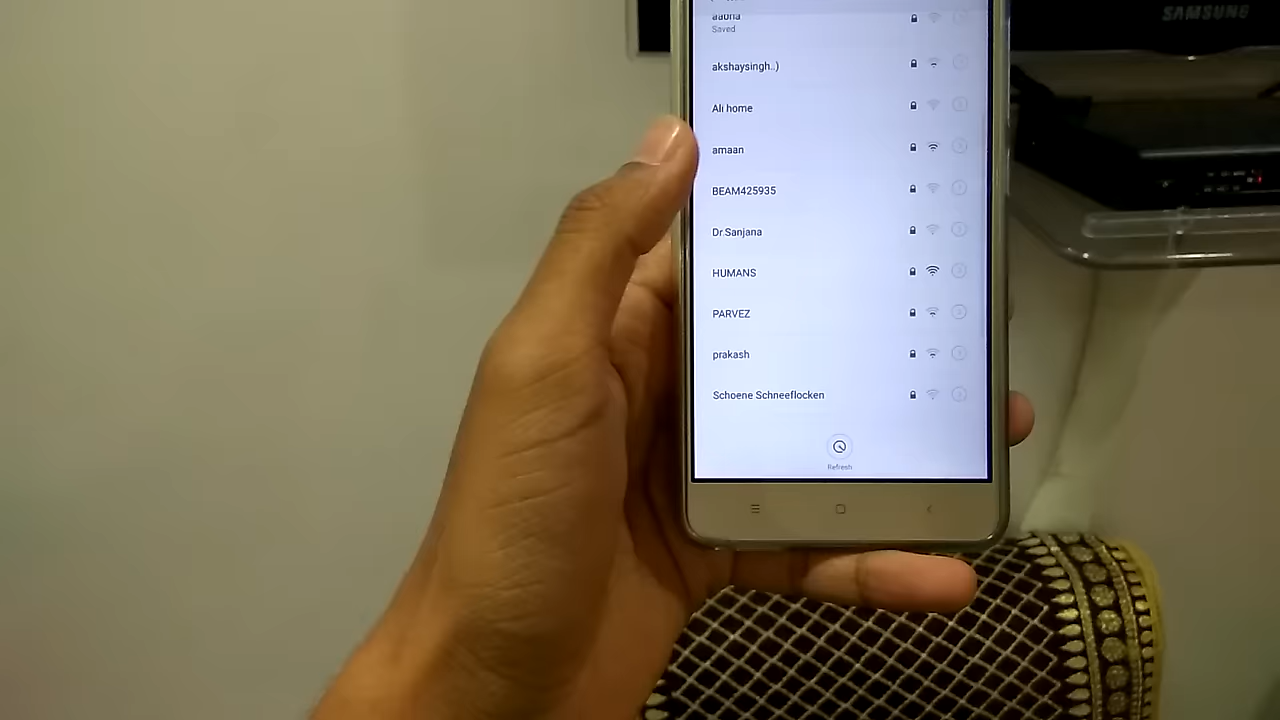 SAMSUNG
aabha
Saved
akshaysingh..)
Ali home
amaan
BEAM425935
Dr.Sanjana
HUMANS
PARVEZ
prakash
Schoene Schneeflocken
Refresh